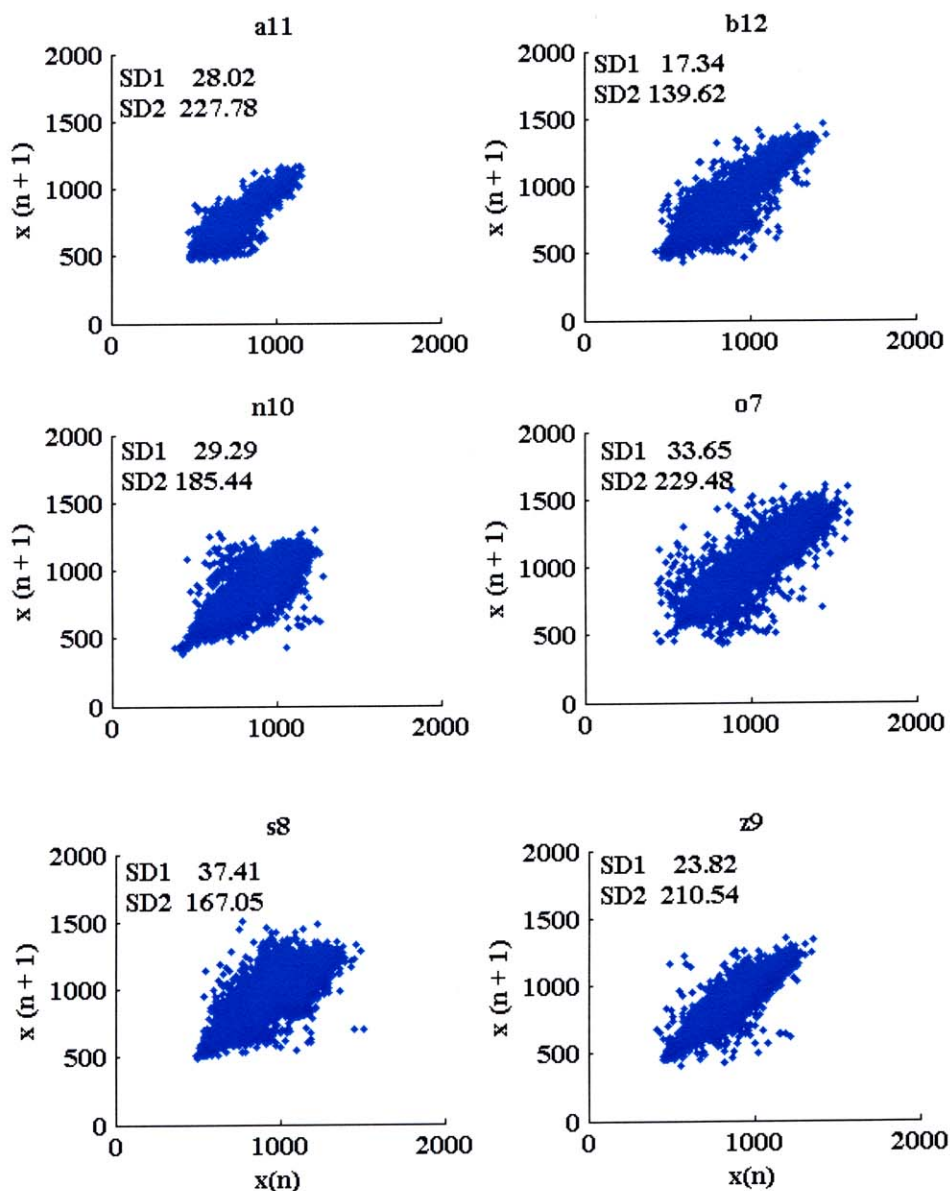 a11
SD1 28.02
SD2 227.78
2000
1500
1000
500
0
x (n + 1)
0 1000 2000
b12
SD1 17.34
SD2 139.62
2000
1500
1000
500
0
x (n + 1)
0 1000 2000
n10
SD1 29.29
SD2 185.44
2000
1500
1000
500
0
x (n + 1)
0 1000 2000
o7
SD1 33.65
SD2 229.48
2000
1500
1000
500
0
x (n + 1)
0 1000 2000
s8
SD1 37.41
SD2 167.05
2000
1500
1000
500
0
x (n + 1)
0 1000 2000
x(n)
z9
SD1 23.82
SD2 210.54
2000
1500
1000
500
0
x (n + 1)
0 1000 2000
x(n)